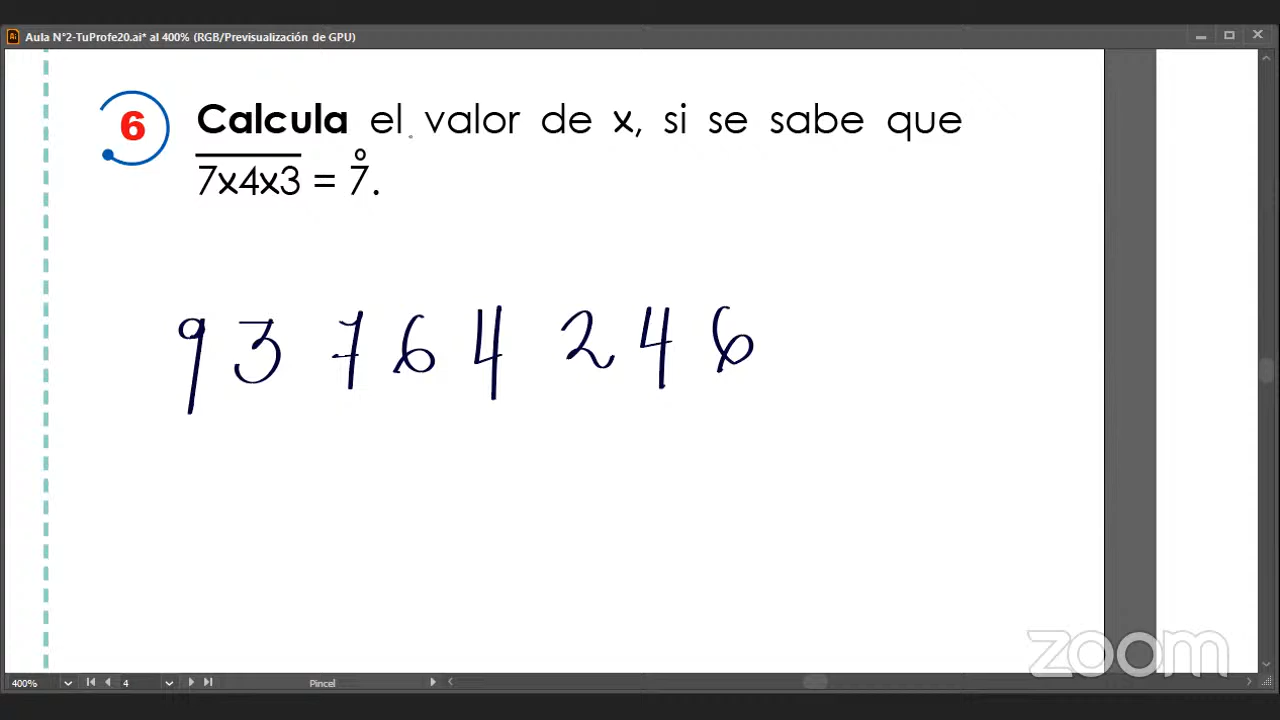 Aula N°2-TuProfe20.ai* al 400% (RGB/Previsualización de GPU)
6 Calcula el valor de x, si se sabe que
7x4x3 = 7.
9 3 7 6 4 2 4 6
zoom
400%
4
Pincel